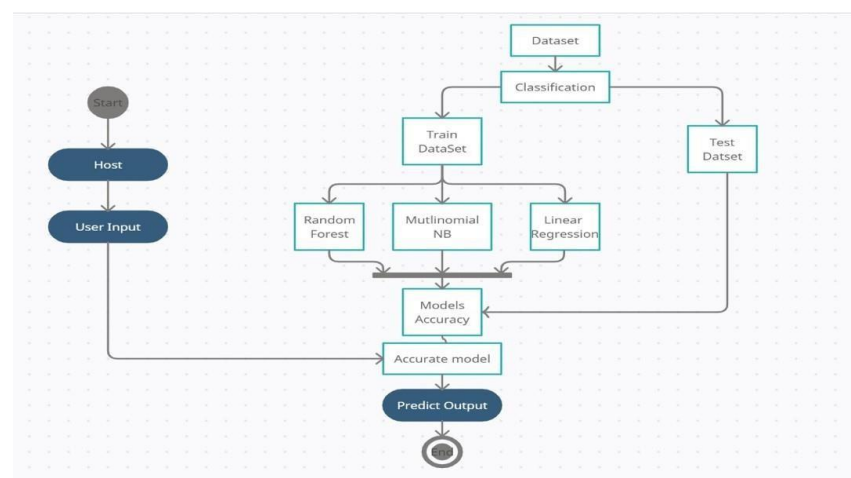 Dataset
Classification
Start
Train
DataSet
Test
Datset
Host
User Input
Random
Forest
Mutlinomial
NB
Linear
Regression
Models
Accuracy
Accurate model
Predict Output
End